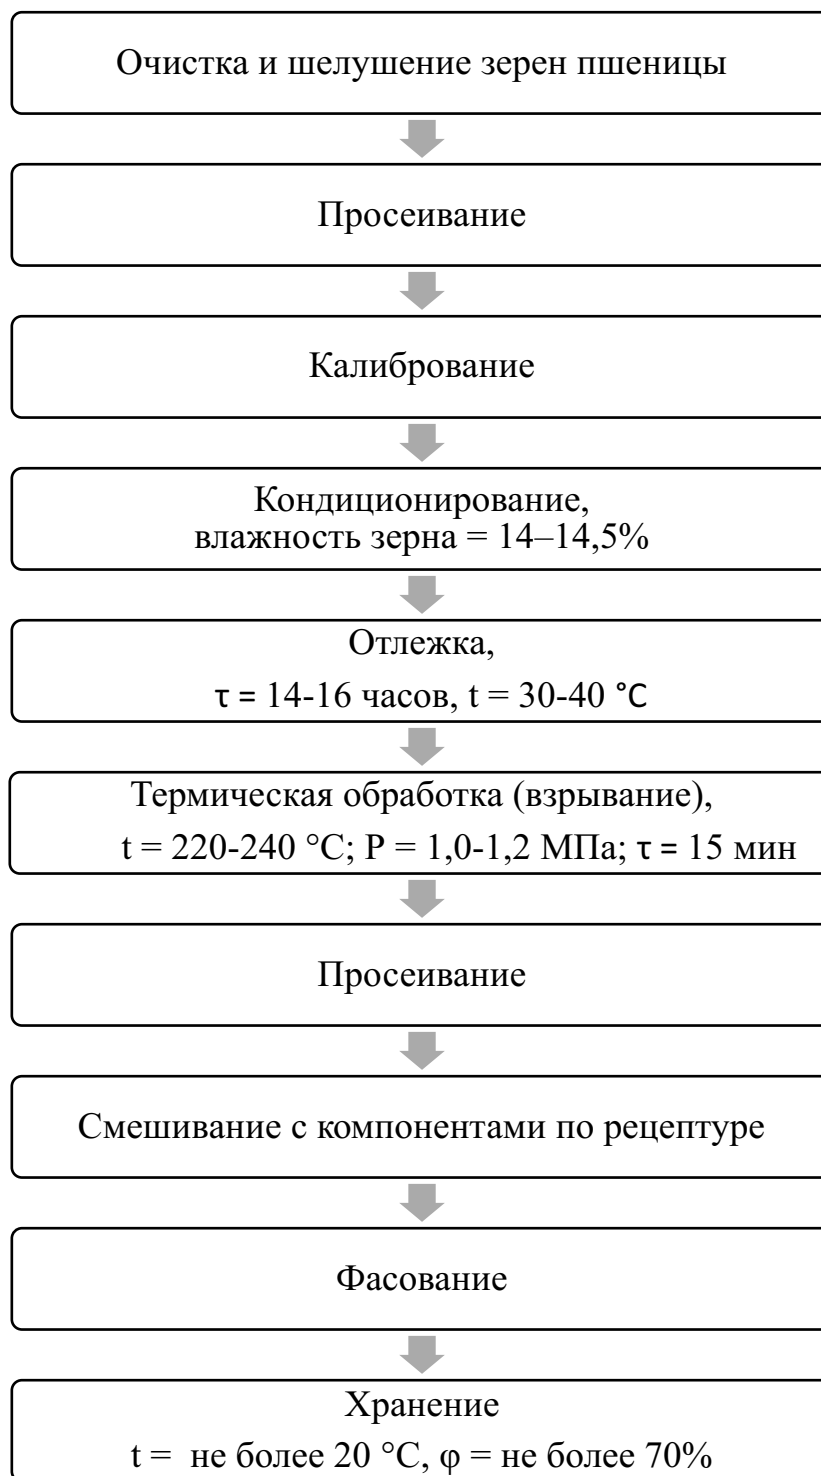 Очистка и шелушение зерен пшеницы
Просеивание
Калибрование
Кондиционирование,
влажность зерна = 14–14,5%
Отлежка,
τ = 14-16 часов, t = 30-40 °C
Термическая обработка (взрывание),
t = 220-240 °C; P = 1,0-1,2 МПа; τ = 15 мин
Просеивание
Смешивание с компонентами по рецептуре
Фасование
Хранение
t = не более 20 °C, φ = не более 70%